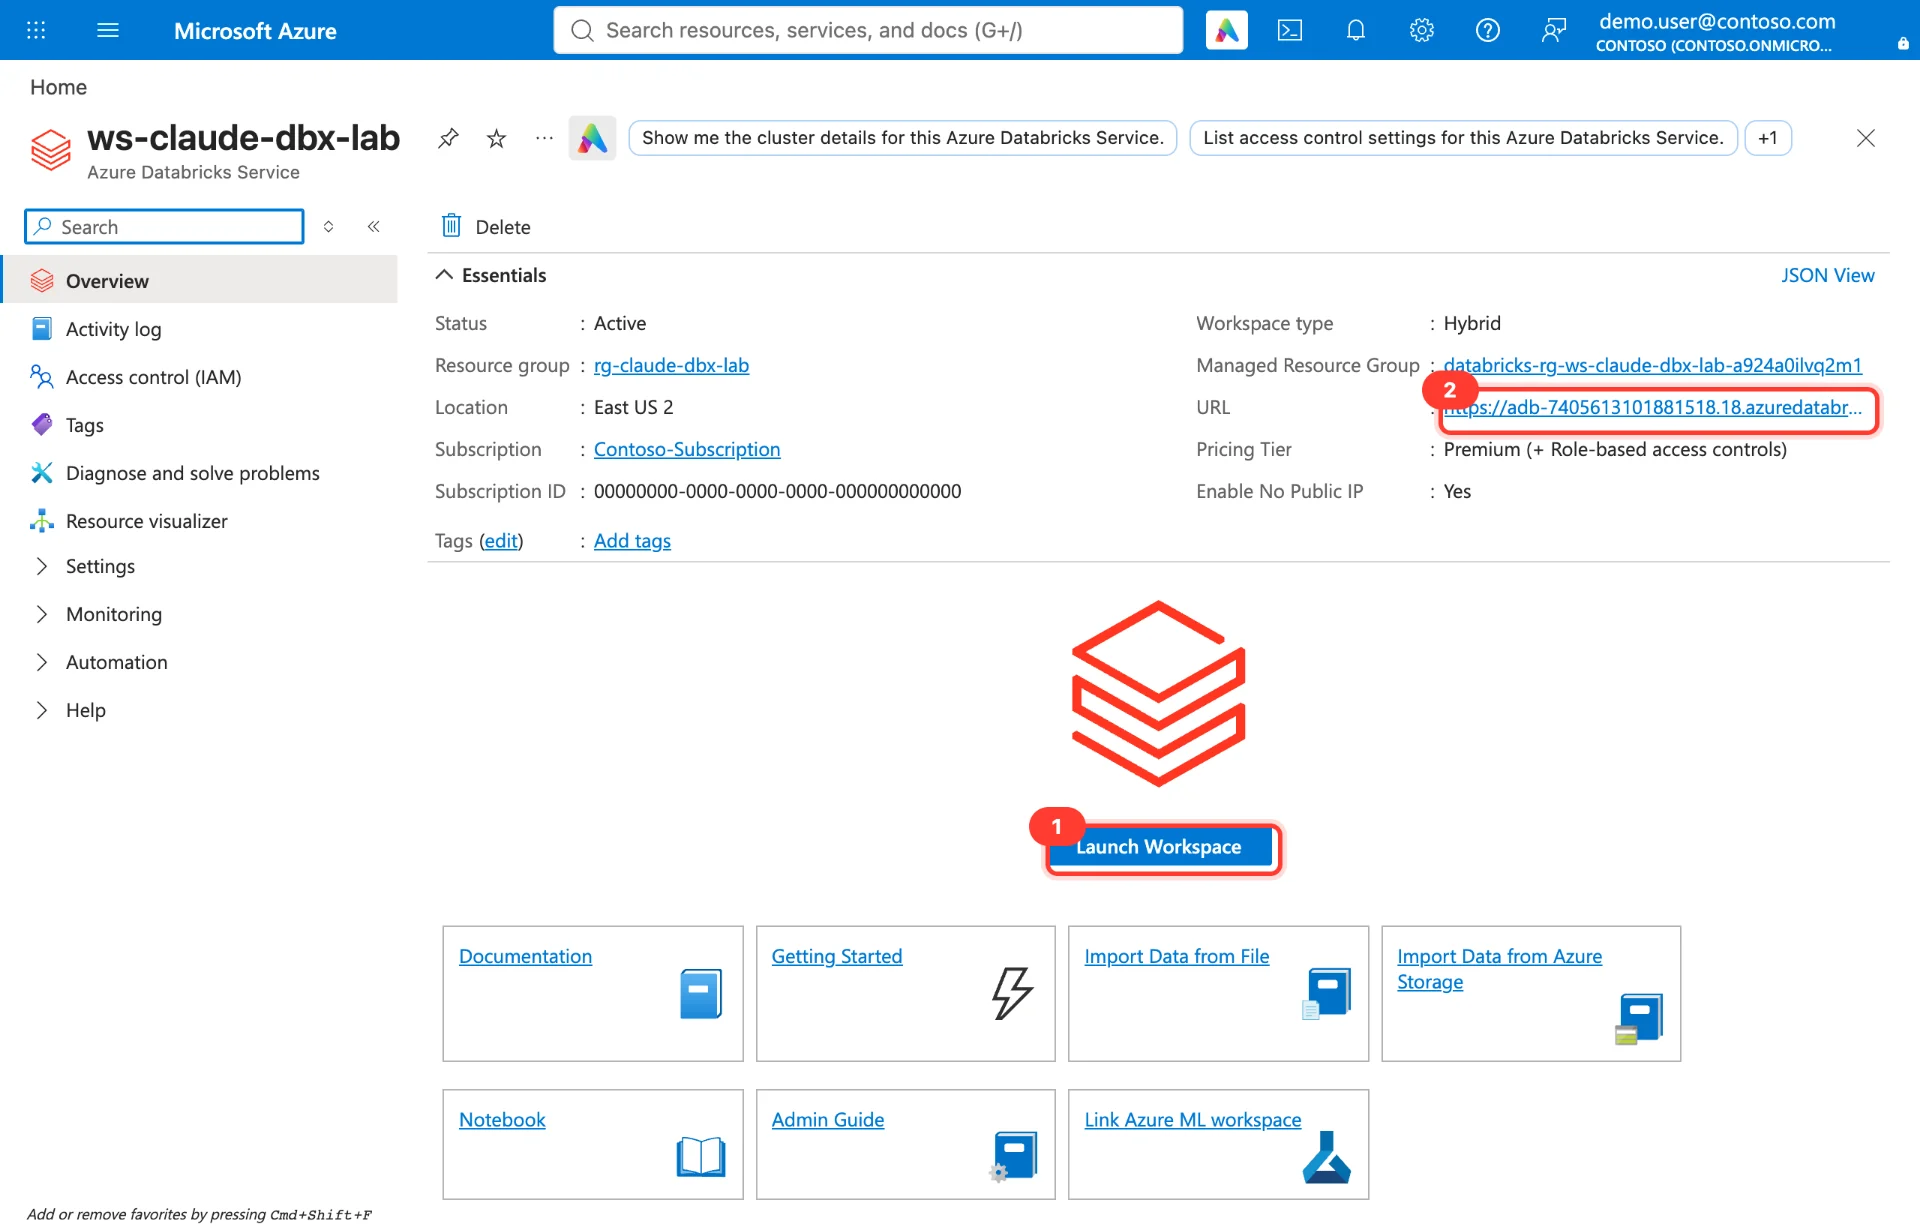 Microsoft Azure
Search resources, services, and docs (G+/)
demo.user@contoso.com
CONTOSO (CONTOSO.ONMICRO...
Home
ws-claude-dbx-lab
Azure Databricks Service
Show me the cluster details for this Azure Databricks Service.
List access control settings for this Azure Databricks Service.
+1
Search
Delete
Overview
Activity log
Access control (IAM)
Tags
Diagnose and solve problems
Resource visualizer
Settings
Monitoring
Automation
Help
Essentials
JSON View
Status : Active
Resource group : rg-claude-dbx-lab
Location : East US 2
Subscription : Contoso-Subscription
Subscription ID : 00000000-0000-0000-0000-000000000000
Tags (edit) : Add tags
Workspace type : Hybrid
Managed Resource Group : databricks-rg-ws-claude-dbx-lab-a924a0ilvq2m1
2
URL : https://adb-7405613101881518.18.azuredatabr...
Pricing Tier : Premium (+ Role-based access controls)
Enable No Public IP : Yes
1
Launch Workspace
Documentation
Getting Started
Import Data from File
Import Data from Azure
Storage
Notebook
Admin Guide
Link Azure ML workspace
Add or remove favorites by pressing Cmd+Shift+F